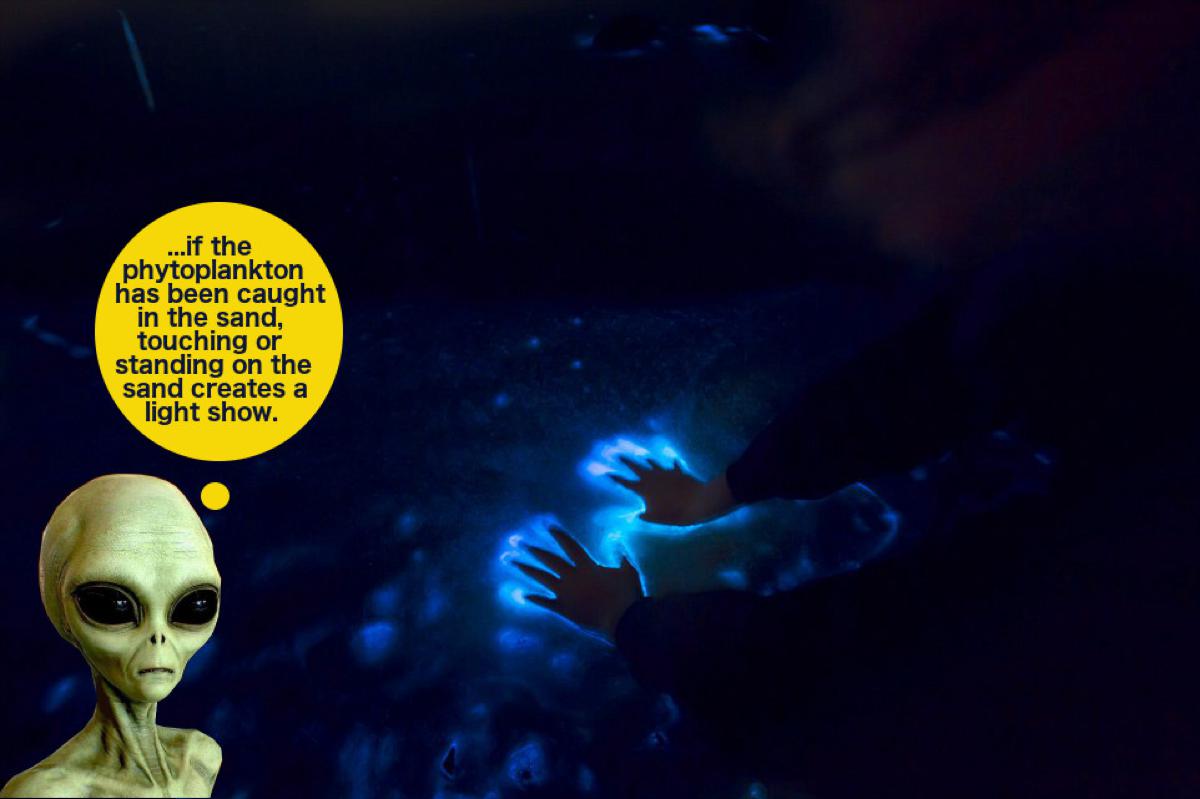 ...if the
phytoplankton
has been caught
in the sand,
touching or
standing on the
sand creates a
light show.